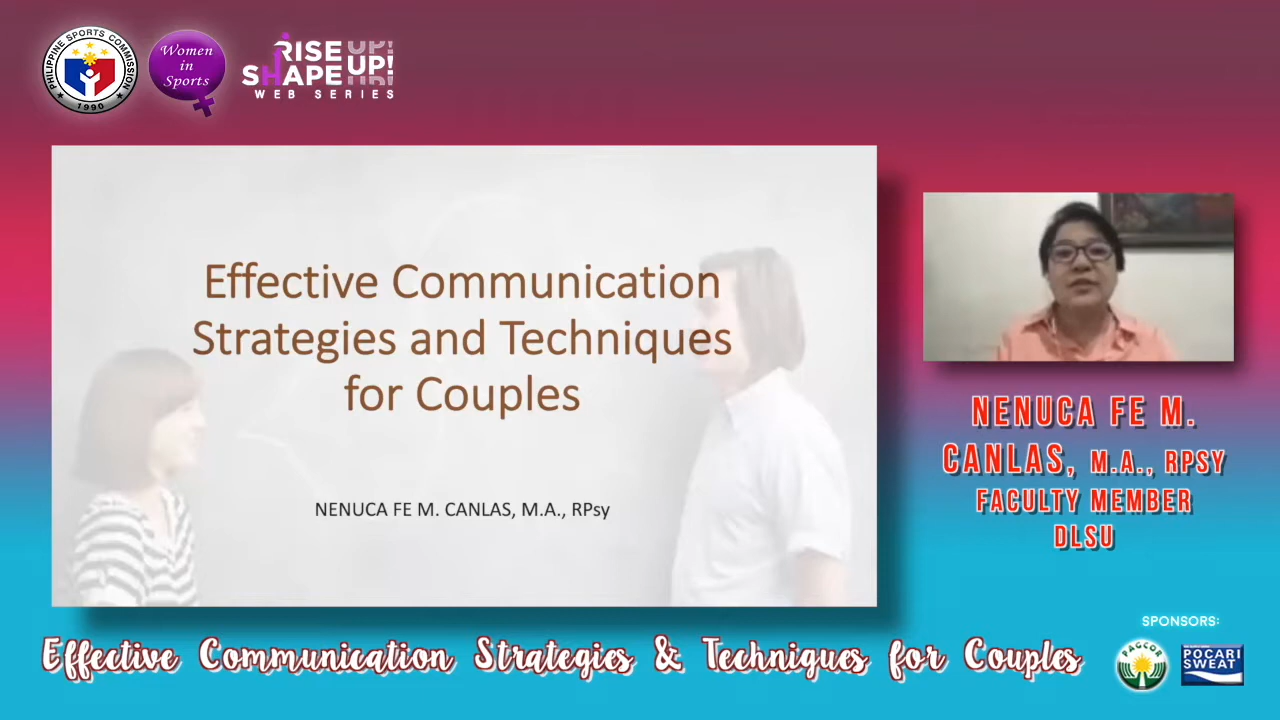 PHILIPPINE SPORTS COMMISSION
1990
Women
in
Sports
RISE UP!
SHAPE UP!
WEB SERIES
Effective Communication
Strategies and Techniques
for Couples
NENUCA FE M. CANLAS, M.A., RPsy
NENUCA FE M.
CANLAS, M.A., RPSY
FACULTY MEMBER
DLSU
Effective Communication Strategies & Techniques for Couples
SPONSORS:
PAGCOR
POCARI
SWEAT